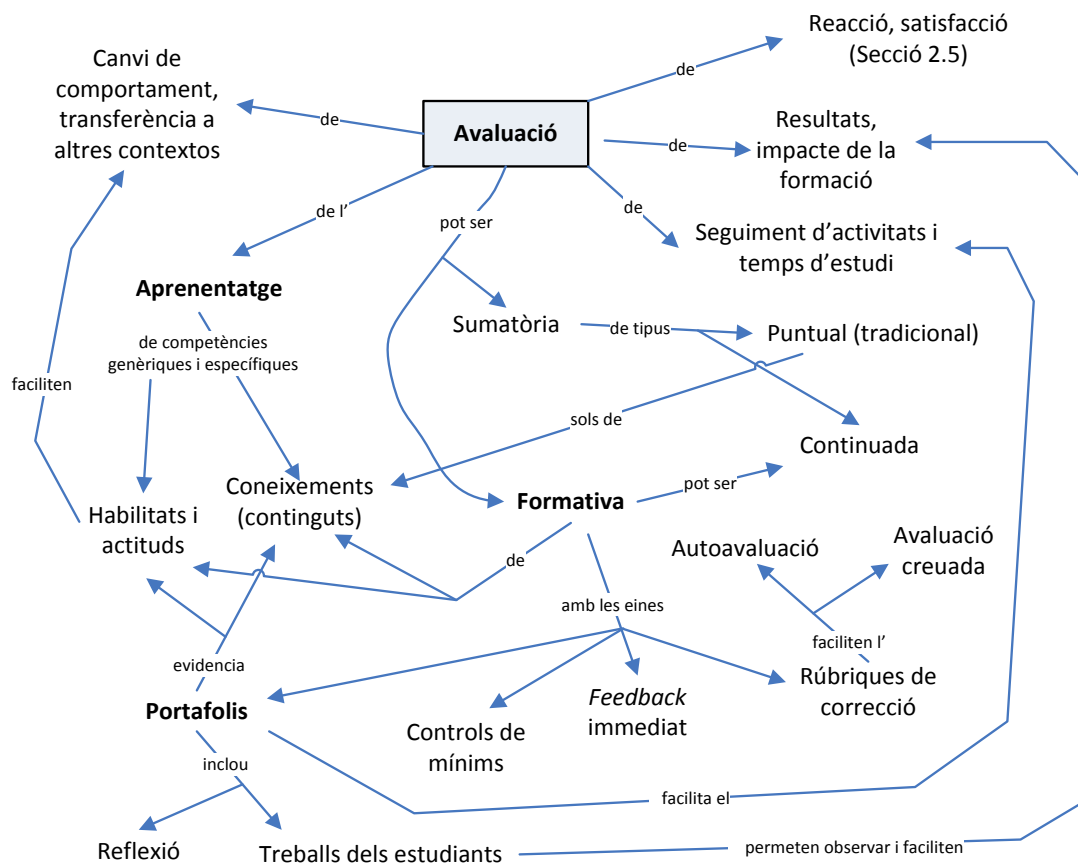 Reacció, satisfacció
(Secció 2.5)
Canvi de
comportament,
transferència a
altres contextos
de
de
Avaluació
de
Resultats,
impacte de la
formació
de l’
pot ser
de
Seguiment d’activitats i
temps d’estudi
Aprenentatge
Sumatòria
de tipus
Puntual (tradicional)
de competències
genèriques i específiques
faciliten
sols de
Continuada
Coneixements
(continguts)
pot ser
Formativa
Habilitats i
actituds
de
Autoavaluació
Avaluació
creuada
amb les eines
faciliten l’
evidencia
Rúbriques de
correcció
Portafolis
Feedback
immediat
Controls de
mínims
inclou
facilita el
Reflexió
Treballs dels estudiants
permeten observar i faciliten